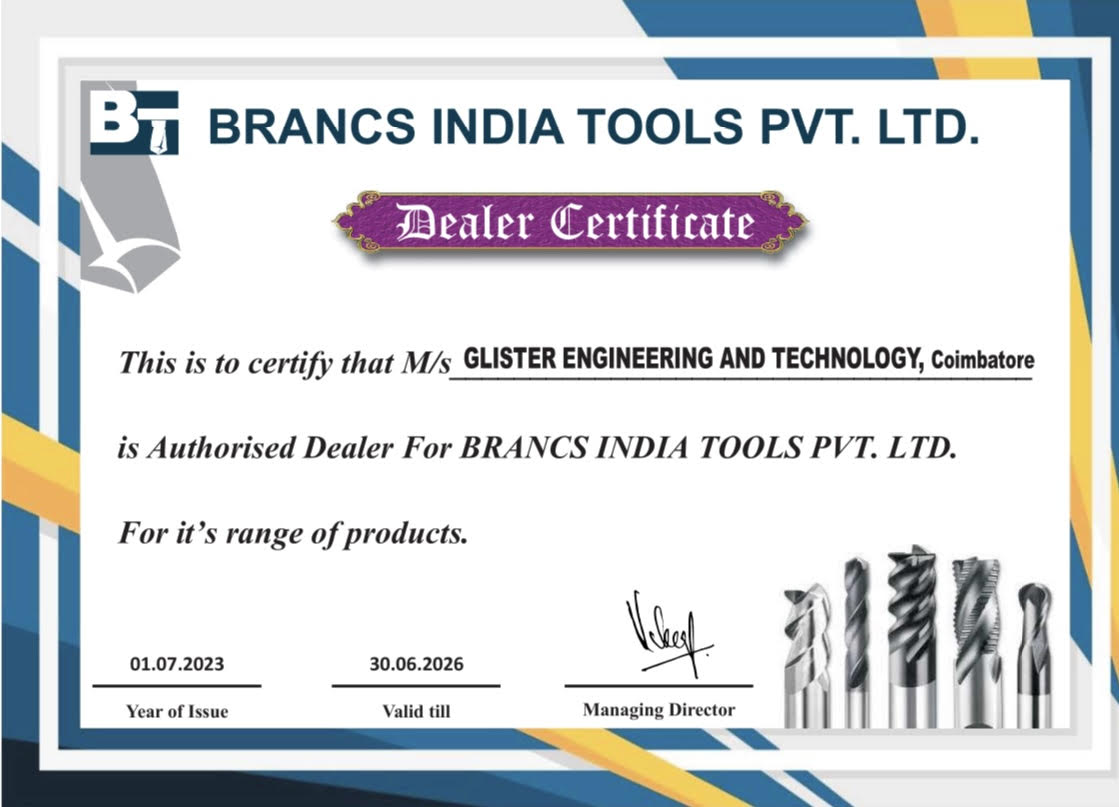 BT BRANCS INDIA TOOLS PVT. LTD.
Dealer Certificate
This is to certify that M/s GLISTER ENGINEERING AND TECHNOLOGY, Coimbatore
is Authorised Dealer For BRANCS INDIA TOOLS PVT. LTD.
For it’s range of products.
01.07.2023 30.06.2026
Year of Issue Valid till Managing Director